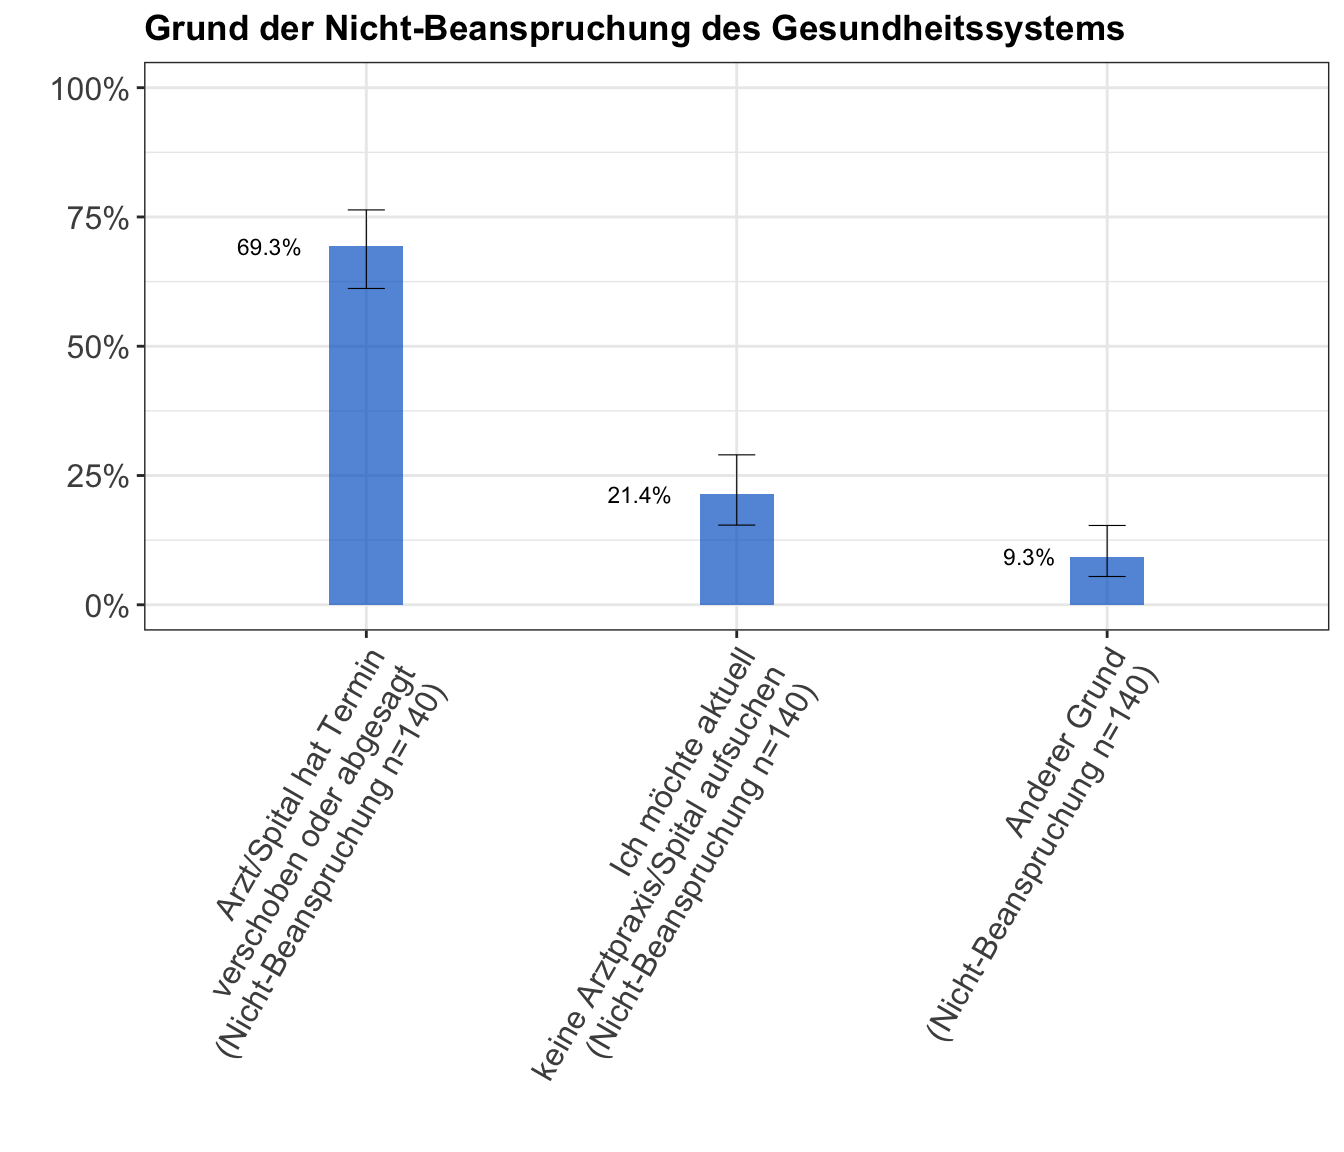 Grund der Nicht-Beanspruchung des Gesundheitssystems
100%
75%
50%
25%
0%
69.3%
21.4%
9.3%
Arzt/Spital hat Termin
verschoben oder abgesagt
(Nicht-Beanspruchung n=140)
Ich möchte aktuell
keine Arztpraxis/Spital aufsuchen
(Nicht-Beanspruchung n=140)
Anderer Grund
(Nicht-Beanspruchung n=140)